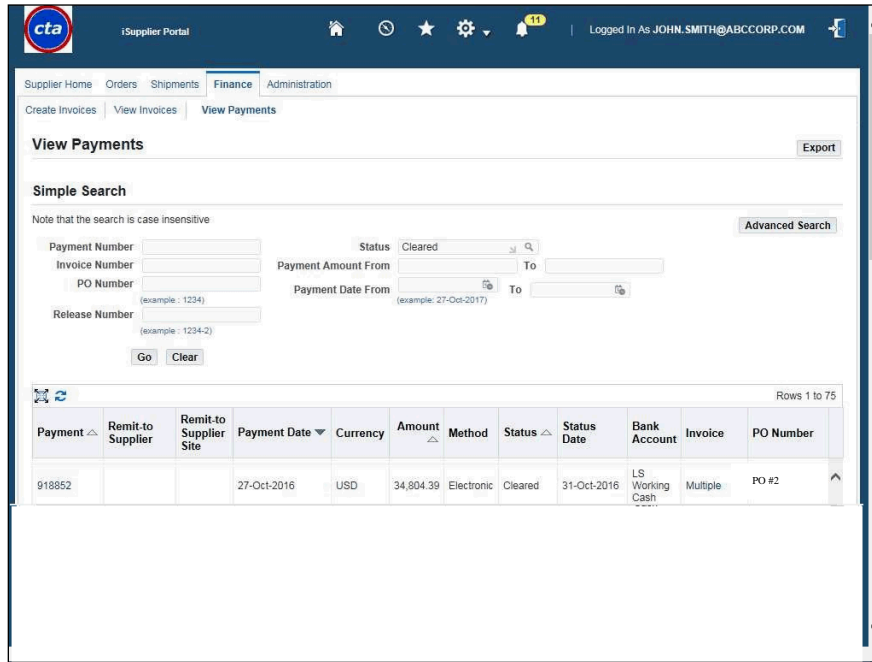 cta
iSupplier Portal
11
Logged In As JOHN.SMITH@ABCCORP.COM
Supplier Home Orders Shipments Finance Administration
Create Invoices View Invoices View Payments
View Payments
Export
Simple Search
Note that the search is case insensitive
Advanced Search
Payment Number
Status Cleared
Invoice Number
Payment Amount From To
PO Number
Payment Date From To
(example : 1234)
(example: 27-Oct-2017)
Release Number
(example : 1234-2)
Go Clear
Rows 1 to 75
Payment Remit-to Supplier Remit-to Supplier Site Payment Date Currency Amount Method Status Status Date Bank Account Invoice PO Number
918852 27-Oct-2016 USD 34,804.39 Electronic Cleared 31-Oct-2016 LS Working Cash Multiple PO #2